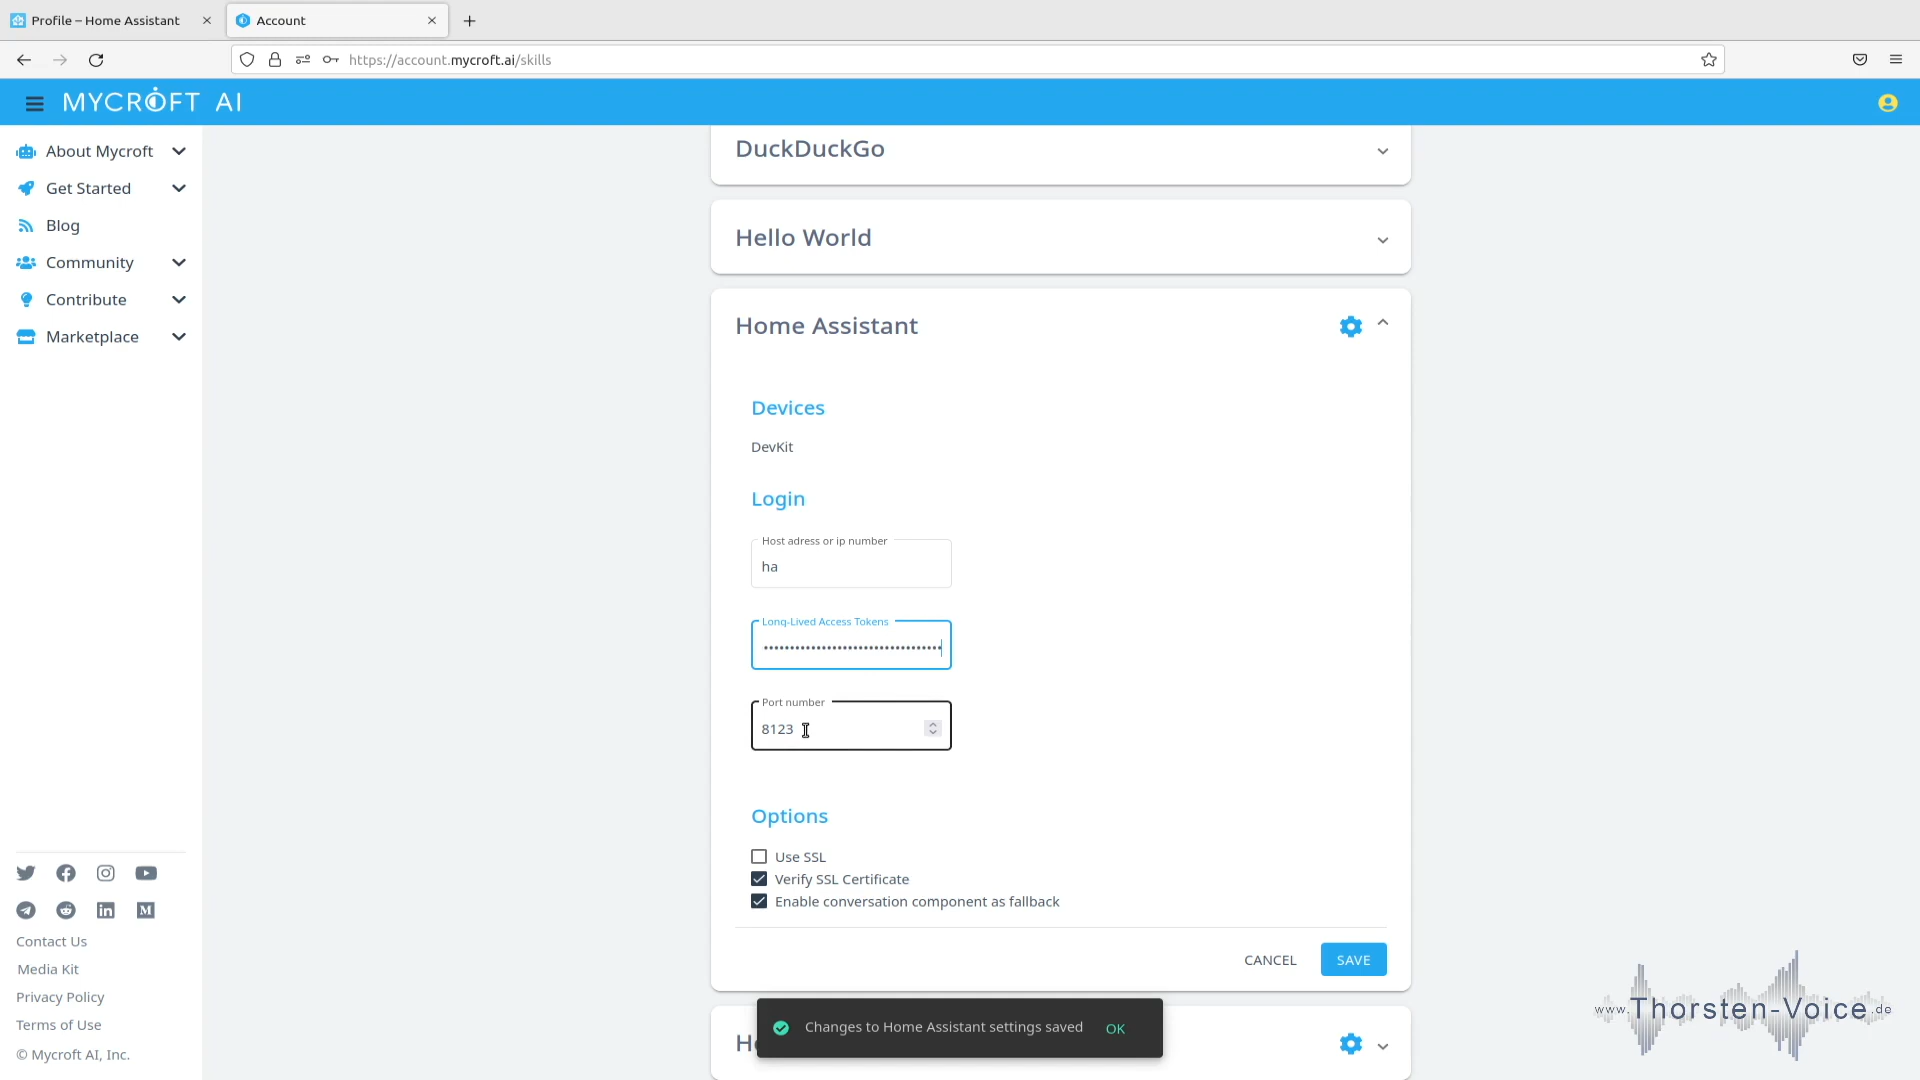 Profile – Home Assistant
Account
https://account.mycroft.ai/skills
MYCROFT AI
About Mycroft
Get Started
Blog
Community
Contribute
Marketplace
Contact Us
Media Kit
Privacy Policy
Terms of Use
© Mycroft AI, Inc.
DuckDuckGo
Hello World
Home Assistant
Devices
DevKit
Login
Host adress or ip number
ha
Long-Lived Access Tokens
Port number
8123
Options
Use SSL
Verify SSL Certificate
Enable conversation component as fallback
CANCEL
SAVE
Changes to Home Assistant settings saved
OK
www.Thorsten-Voice.de